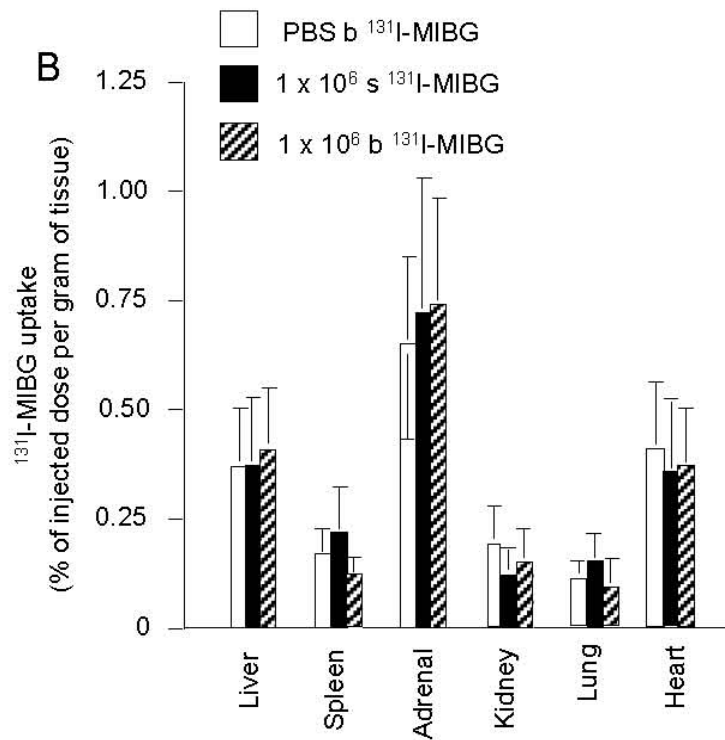 B
PBS b ¹³¹I-MIBG
1 x 10⁶ s ¹³¹I-MIBG
1 x 10⁶ b ¹³¹I-MIBG
¹³¹I-MIBG uptake
(% of injected dose per gram of tissue)
1.25
1.00
0.75
0.50
0.25
0
Liver
Spleen
Adrenal
Kidney
Lung
Heart